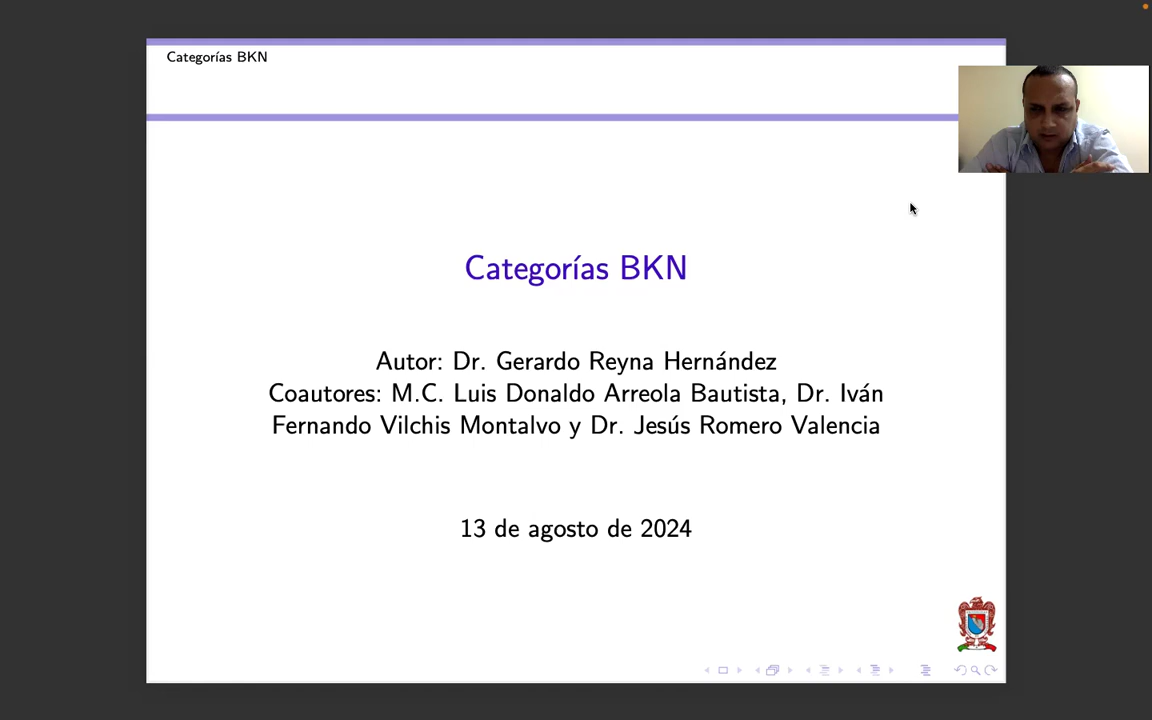 Categorías BKN
Categorías BKN
Autor: Dr. Gerardo Reyna Hernández
Coautores: M.C. Luis Donaldo Arreola Bautista, Dr. Iván
Fernando Vilchis Montalvo y Dr. Jesús Romero Valencia
13 de agosto de 2024